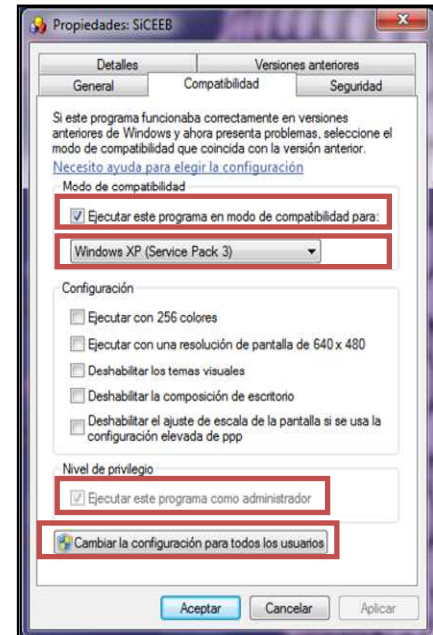 Propiedades: SiCEEB
Detalles
Versiones anteriores
General
Compatibilidad
Seguridad
Si este programa funcionaba correctamente en versiones
anteriores de Windows y ahora presenta problemas, seleccione el
modo de compatibilidad que coincida con la versión anterior.
Necesito ayuda para elegir la configuración
Modo de compatibilidad
Ejecutar este programa en modo de compatibilidad para:
Windows XP (Service Pack 3)
Configuración
Ejecutar con 256 colores
Ejecutar con una resolución de pantalla de 640 x 480
Deshabilitar los temas visuales
Deshabilitar la composición de escritorio
Deshabilitar el ajuste de escala de la pantalla si se usa la
configuración elevada de ppp
Nivel de privilegio
Ejecutar este programa como administrador
Cambiar la configuración para todos los usuarios
Aceptar
Cancelar
Aplicar